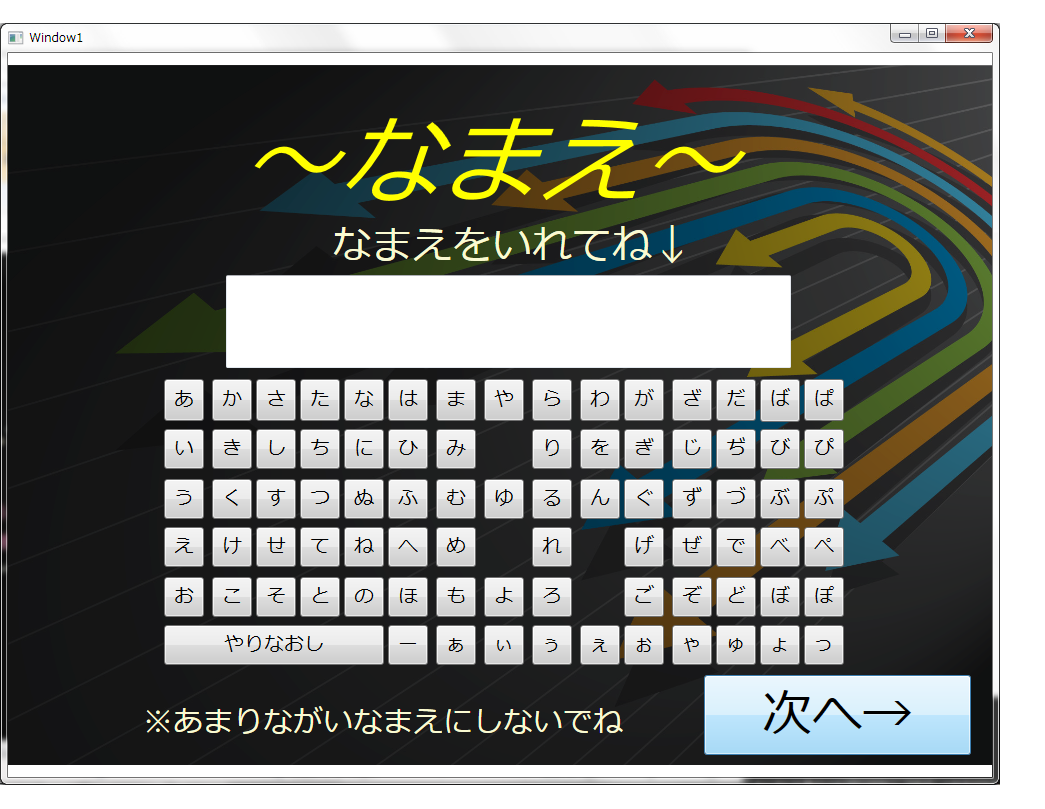 Window1
～なまえ～
なまえをいれてね↓
あ か さ た な は ま や ら わ が ざ だ ば ぱ
い き し ち に ひ み り を ぎ じ ぢ び ぴ
う く す つ ぬ ふ む ゆ る ん ぐ ず づ ぶ ぷ
え け せ て ね へ め れ げ ぜ で べ ぺ
お こ そ と の ほ も よ ろ ご ぞ ど ぼ ぽ
やりなおし ー ぁ ぃ ぅ ぇ ぉ ゃ ゅ ょ っ
※あまりながいなまえにしないでね
次へ→